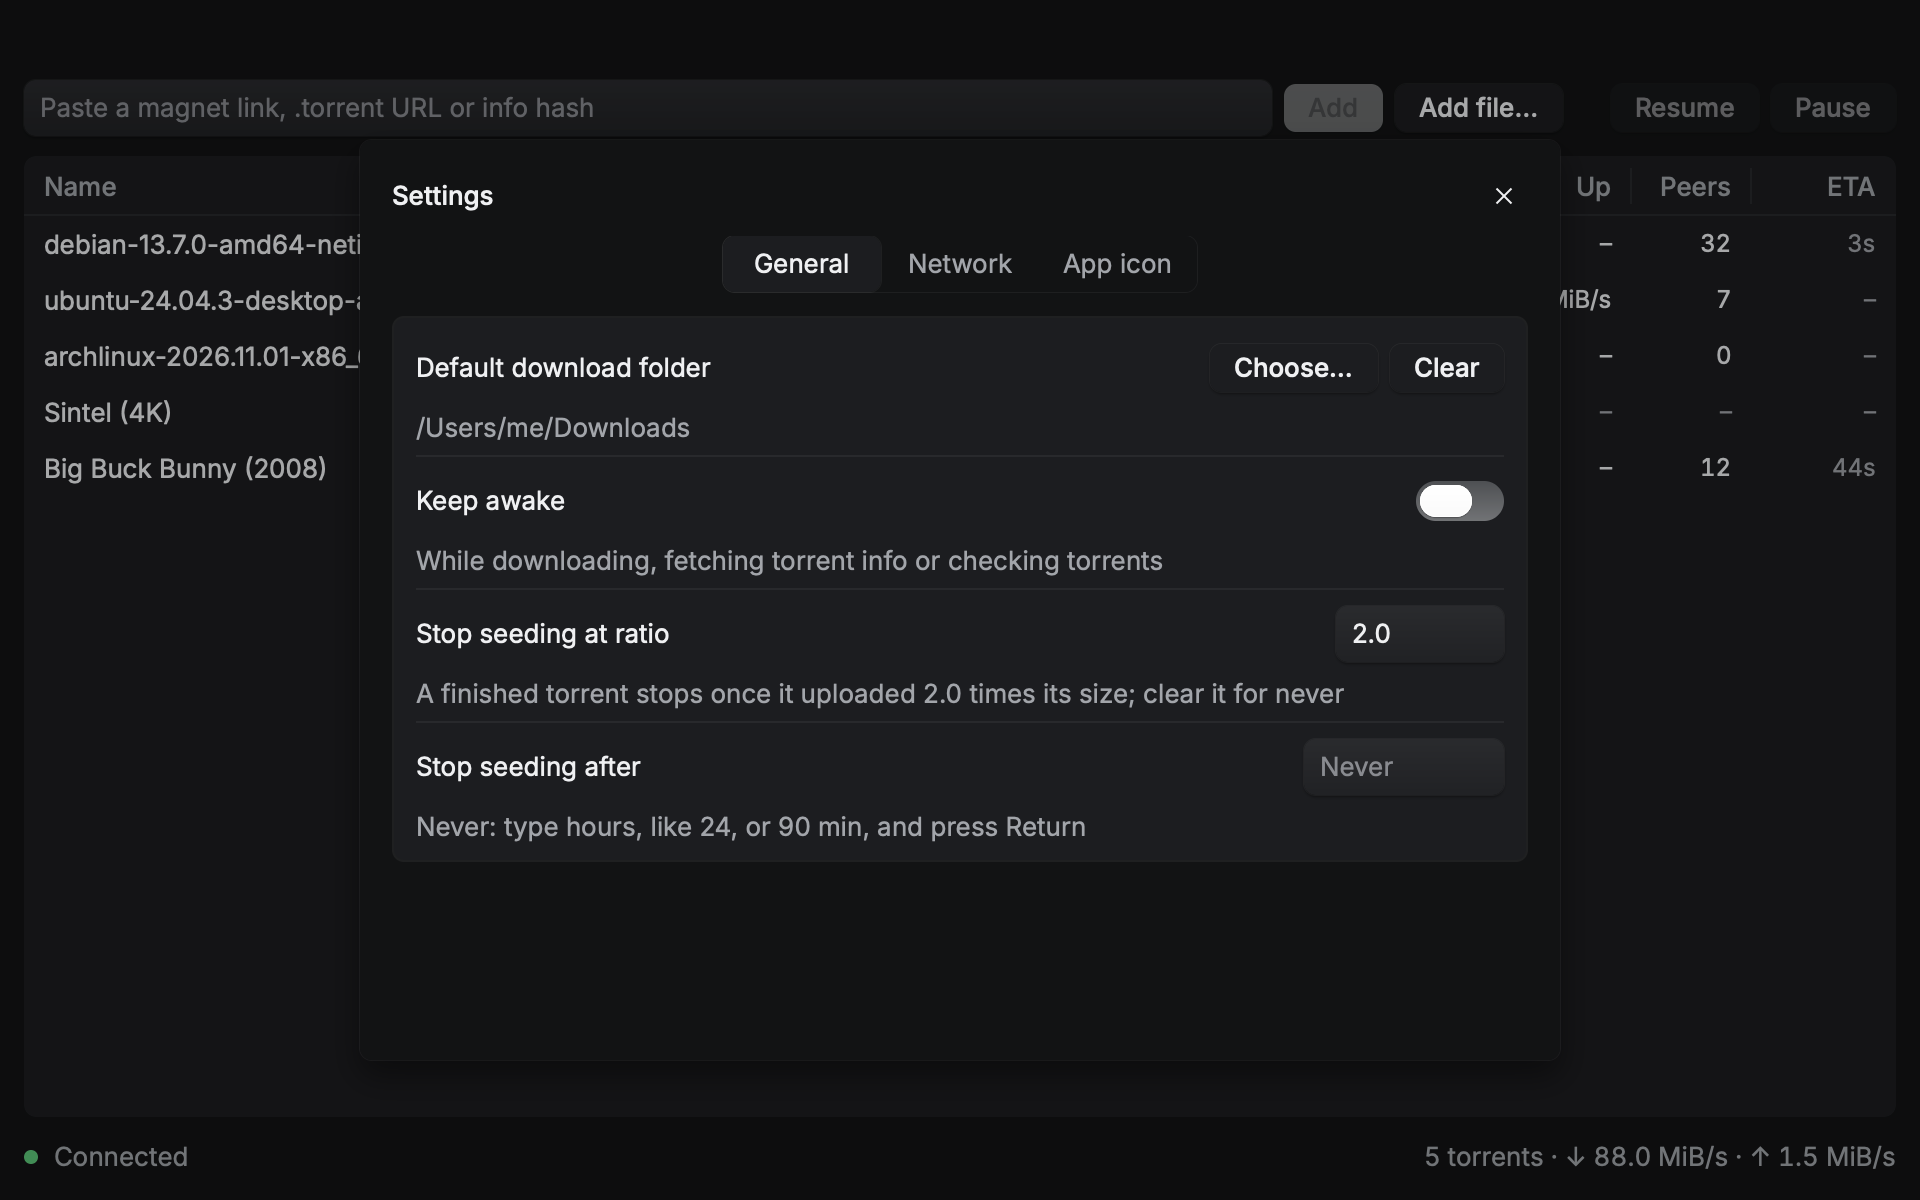 Paste a magnet link, .torrent URL or info hash
Add
Add file...
Resume
Pause
Name
Up
Peers
ETA
debian-13.7.0-amd64-neti
–
32
3s
ubuntu-24.04.3-desktop-
MiB/s
7
–
archlinux-2026.11.01-x86_
–
0
–
Sintel (4K)
–
–
–
Big Buck Bunny (2008)
–
12
44s
Settings
General
Network
App icon
Default download folder
Choose...
Clear
/Users/me/Downloads
Keep awake
While downloading, fetching torrent info or checking torrents
Stop seeding at ratio
2.0
A finished torrent stops once it uploaded 2.0 times its size; clear it for never
Stop seeding after
Never
Never: type hours, like 24, or 90 min, and press Return
Connected
5 torrents · ↓ 88.0 MiB/s · ↑ 1.5 MiB/s